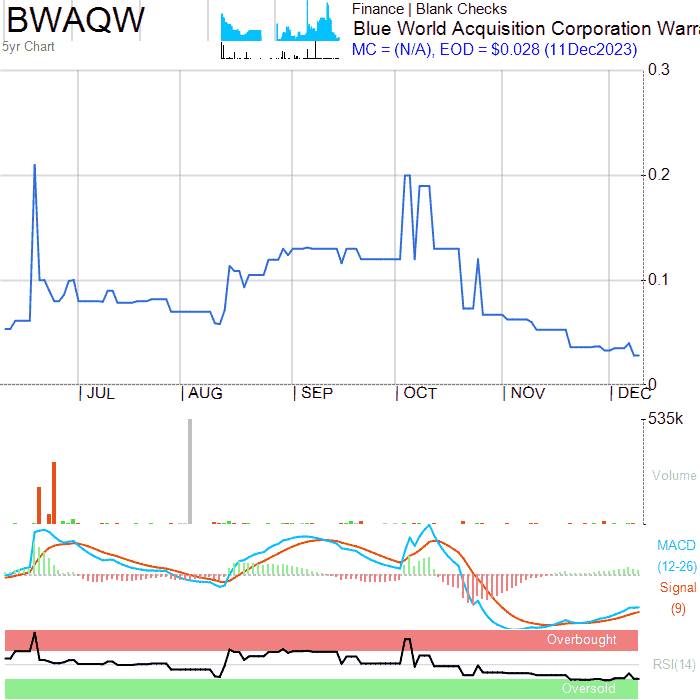 BWAQW
5yr Chart
Finance | Blank Checks
Blue World Acquisition Corporation Warra
MC = (N/A), EOD = $0.028 (11Dec2023)
0.3
0.2
0.1
0
JUL AUG SEP OCT NOV DEC
535k
Volume
MACD
(12-26)
Signal
(9)
Overbought
RSI(14)
Oversold